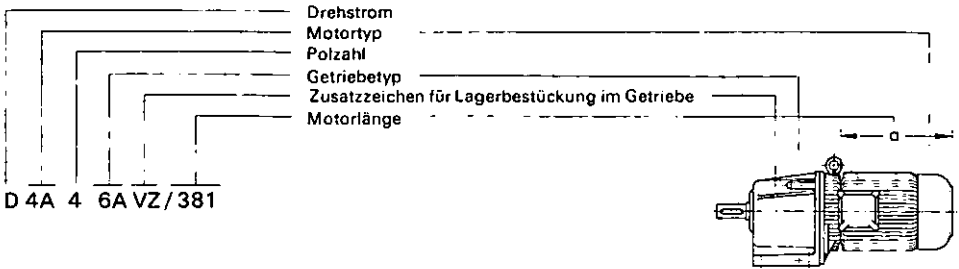 Drehstrom
Motortyp
Polzahl
Getriebetyp
Zusatzzeichen für Lagerbestückung im Getriebe
Motorlänge
a
D 4A 4 6A VZ/381